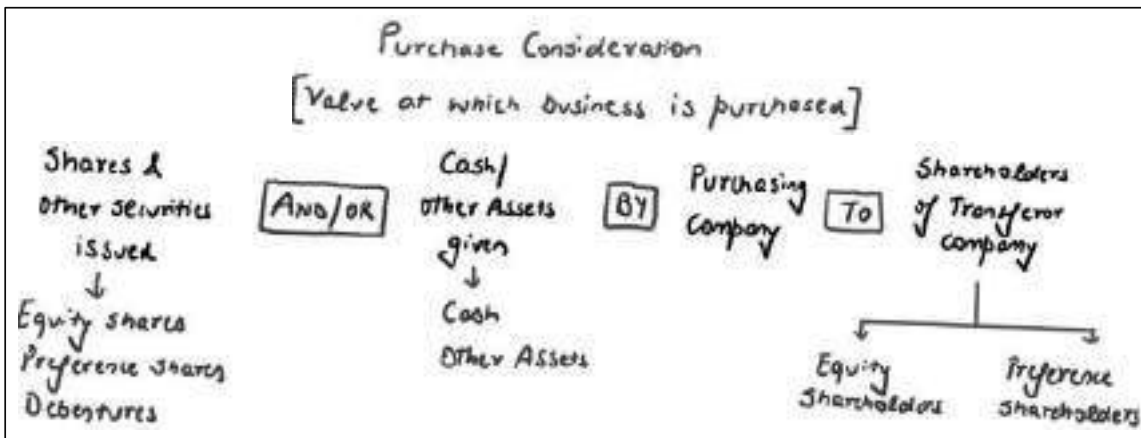 Purchase Consideration
[Value at which business is purchased]
Shares &
other securities
issued
AND/OR
Cash/
other Assets
given
BY
Purchasing
Company
TO
Shareholders
of Transferor
company
Equity shares
Preference shares
Debentures
Cash
Other Assets
Equity
Shareholders
Preference
shareholders